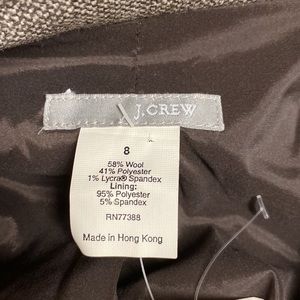 J.CREW
8
58% Wool
41% Polyester
1% Lycra® Spandex
Lining:
95% Polyester
5% Spandex
RN77388
Made in Hong Kong